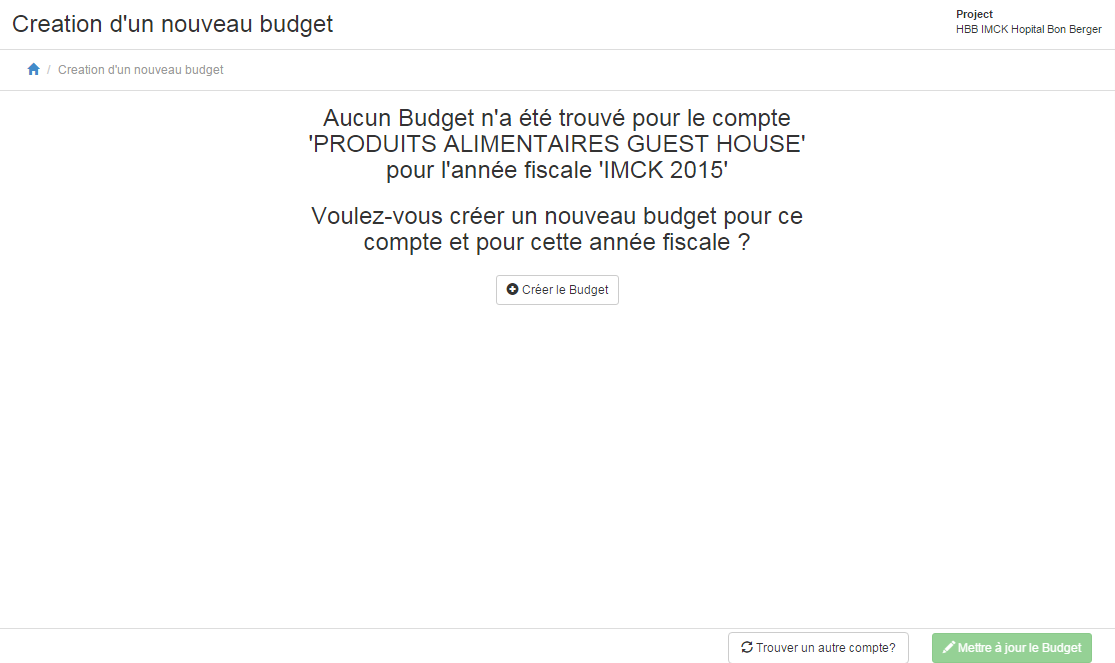 Creation d'un nouveau budget
Project
HBB IMCK Hopital Bon Berger
/ Creation d'un nouveau budget
Aucun Budget n'a été trouvé pour le compte
'PRODUITS ALIMENTAIRES GUEST HOUSE'
pour l'année fiscale 'IMCK 2015'
Voulez-vous créer un nouveau budget pour ce
compte et pour cette année fiscale ?
Créer le Budget
Trouver un autre compte?
Mettre à jour le Budget